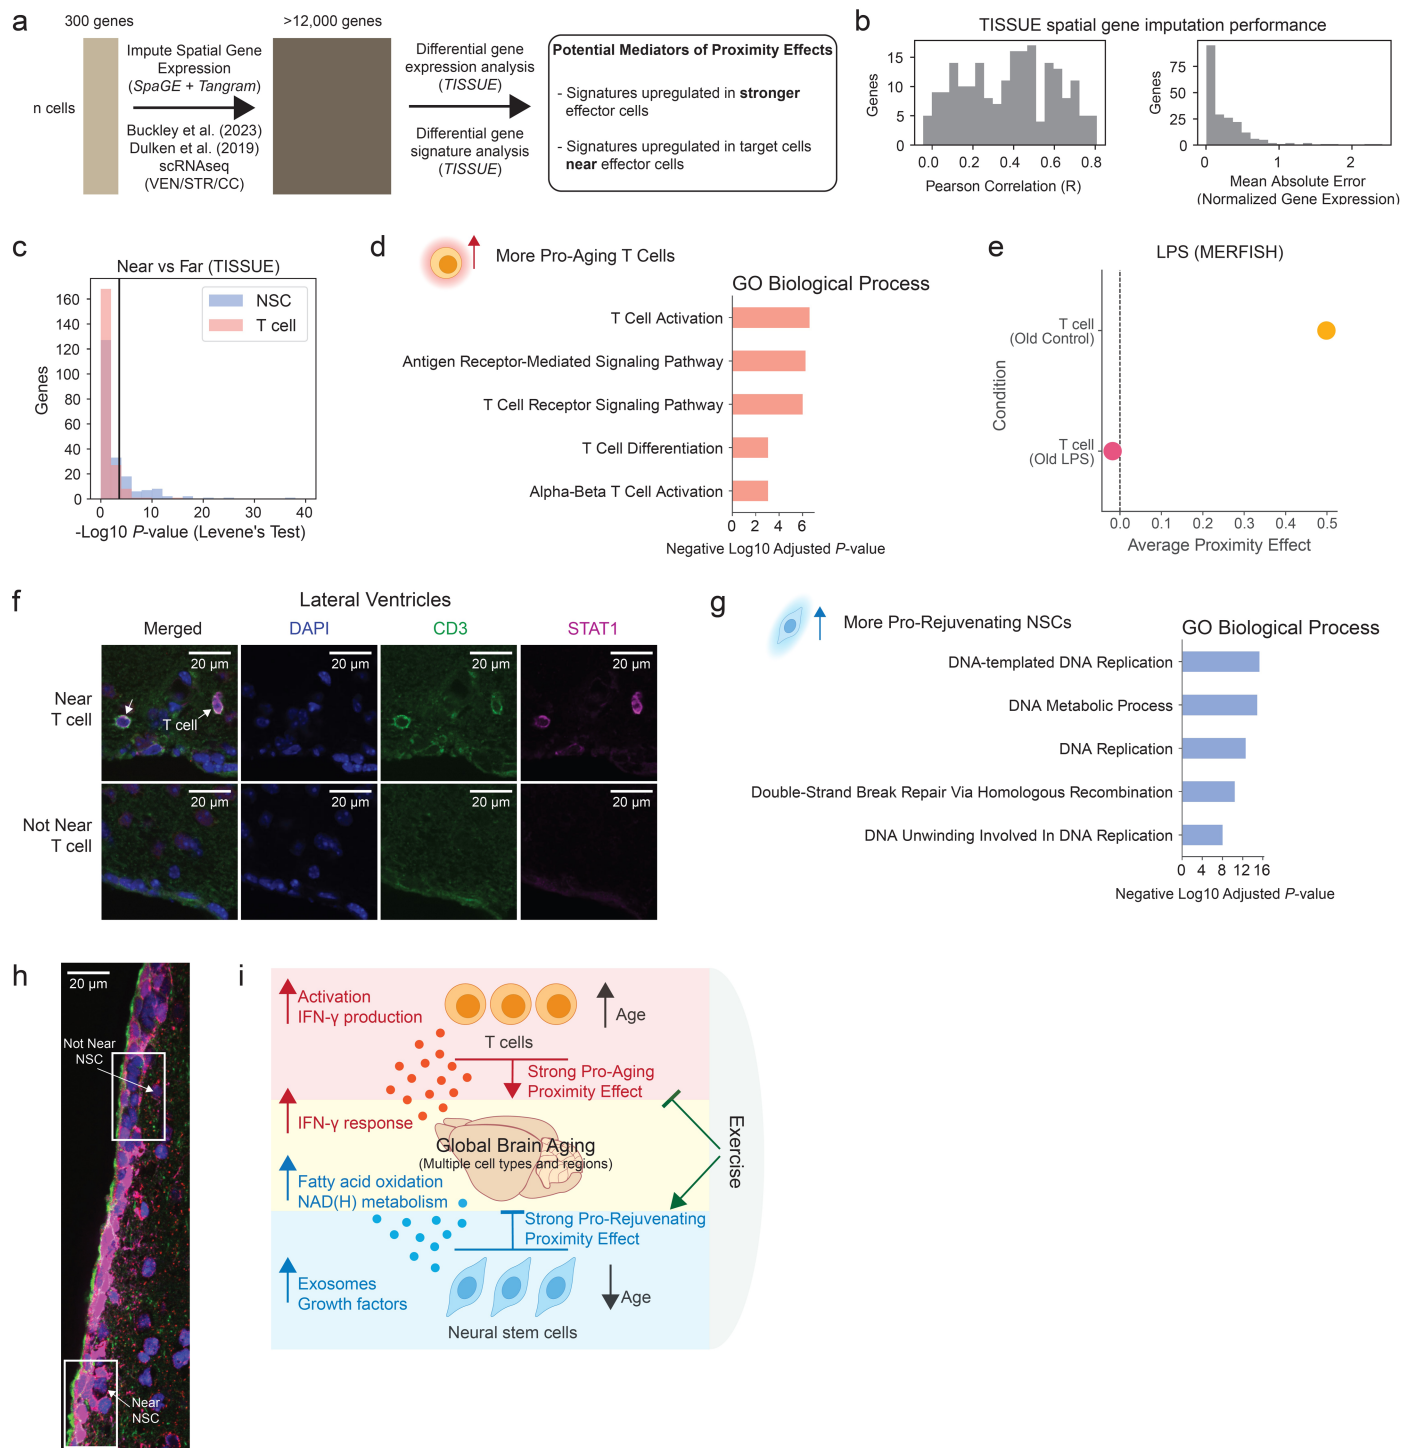 a
300 genes
>12,000 genes
n cells
Impute Spatial Gene
Expression
(SpaGE + Tangram)
Buckley et al. (2023)
Dulken et al. (2019)
scRNAseq
(VEN/STR/CC)
Differential gene
expression analysis
(TISSUE)
Differential gene
signature analysis
(TISSUE)
Potential Mediators of Proximity Effects
- Signatures upregulated in stronger
effector cells
- Signatures upregulated in target cells
near effector cells
b
TISSUE spatial gene imputation performance
Genes
15
10
5
0
0.0 0.2 0.4 0.6 0.8
Pearson Correlation (R)
Genes
75
50
25
0
0 1 2
Mean Absolute Error
(Normalized Gene Expression)
c
Near vs Far (TISSUE)
NSC
T cell
Genes
160
140
120
100
80
60
40
20
0
0 10 20 30 40
-Log10 P-value (Levene's Test)
d
More Pro-Aging T Cells
GO Biological Process
T Cell Activation
Antigen Receptor-Mediated Signaling Pathway
T Cell Receptor Signaling Pathway
T Cell Differentiation
Alpha-Beta T Cell Activation
0 2 4 6
Negative Log10 Adjusted P-value
e
LPS (MERFISH)
Condition
T cell
(Old Control)
T cell
(Old LPS)
0.0 0.1 0.2 0.3 0.4 0.5
Average Proximity Effect
f
Lateral Ventricles
Merged DAPI CD3 STAT1
Near
T cell
20 µm 20 µm 20 µm 20 µm
T cell
Not Near
T cell
20 µm 20 µm 20 µm 20 µm
g
More Pro-Rejuvenating NSCs
GO Biological Process
DNA-templated DNA Replication
DNA Metabolic Process
DNA Replication
Double-Strand Break Repair Via Homologous Recombination
DNA Unwinding Involved In DNA Replication
0 4 8 12 16
Negative Log10 Adjusted P-value
h
20 µm
Not Near
NSC
Near
NSC
i
Activation
IFN-γ production
Age
T cells
Strong Pro-Aging
Proximity Effect
IFN-γ response
Global Brain Aging
(Multiple cell types and regions)
Fatty acid oxidation
NAD(H) metabolism
Strong Pro-Rejuvenating
Proximity Effect
Exosomes
Growth factors
Age
Neural stem cells
Exercise